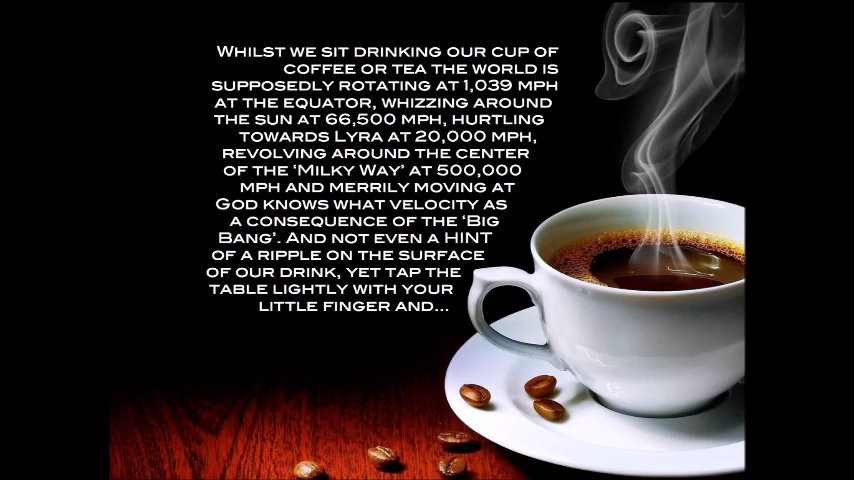 Whilst we sit drinking our cup of
coffee or tea the world is
supposedly rotating at 1,039 mph
at the equator, whizzing around
the sun at 66,500 mph, hurtling
towards Lyra at 20,000 mph,
revolving around the center
of the ‘Milky Way’ at 500,000
mph and merrily moving at
God knows what velocity as
a consequence of the ‘Big
Bang’. And not even a HINT
of a ripple on the surface
of our drink, yet tap the
table lightly with your
little finger and...